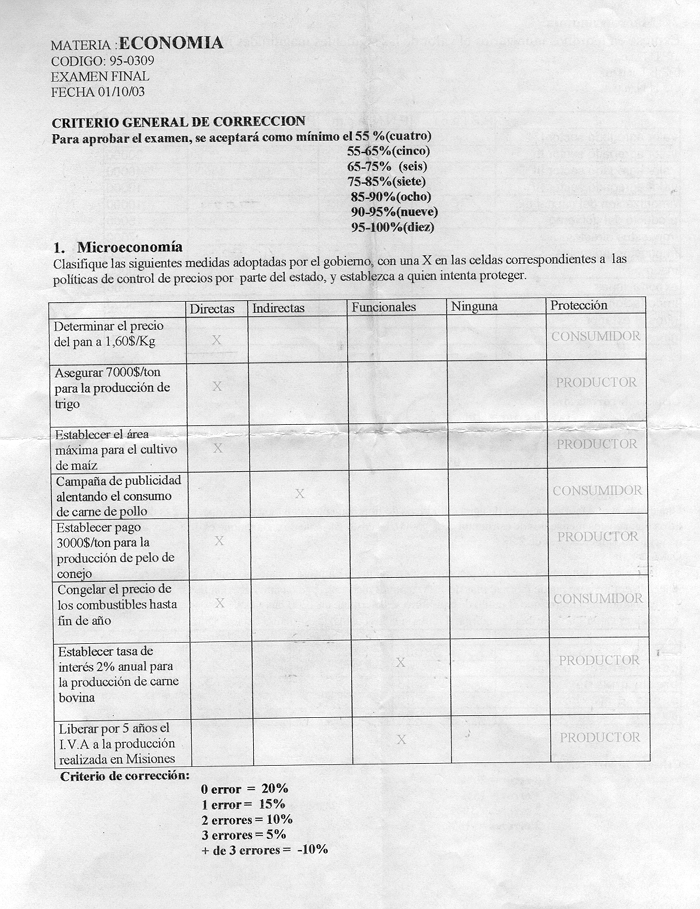 MATERIA :ECONOMIA
CODIGO: 95-0309
EXAMEN FINAL
FECHA 01/10/03
CRITERIO GENERAL DE CORRECCION
Para aprobar el examen, se aceptará como mínimo el 55 %(cuatro)
55-65%(cinco)
65-75% (seis)
75-85%(siete)
85-90%(ocho)
90-95%(nueve)
95-100%(diez)
1. Microeconomía
Clasifique las siguientes medidas adoptadas por el gobierno, con una X en las celdas correspondientes a las
políticas de control de precios por parte del estado, y establezca a quien intenta proteger.
Directas Indirectas Funcionales Ninguna Protección
Determinar el precio
del pan a 1,60$/Kg X CONSUMIDOR
Asegurar 7000$/ton
para la producción de X PRODUCTOR
trigo
Establecer el área
máxima para el cultivo X PRODUCTOR
de maíz
Campaña de publicidad
alentando el consumo X CONSUMIDOR
de carne de pollo
Establecer pago
3000$/ton para la X PRODUCTOR
producción de pelo de
conejo
Congelar el precio de
los combustibles hasta X CONSUMIDOR
fin de año
Establecer tasa de
interés 2% anual para X PRODUCTOR
la producción de carne
bovina
Liberar por 5 años el
I.V.A a la producción X PRODUCTOR
realizada en Misiones
Criterio de corrección:
0 error = 20%
1 error = 15%
2 errores = 10%
3 errores = 5%
+ de 3 errores = -10%